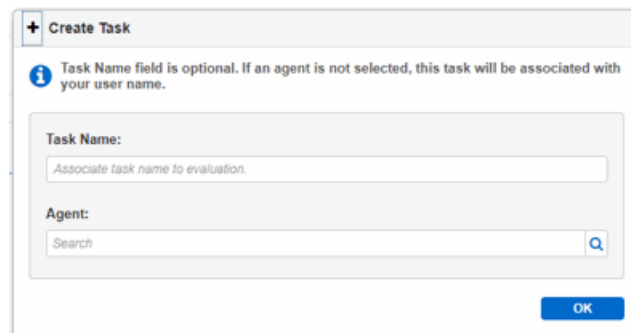 Create Task
Task Name field is optional. If an agent is not selected, this task will be associated with
your user name.
Task Name:
Associate task name to evaluation.
Agent:
Search
OK